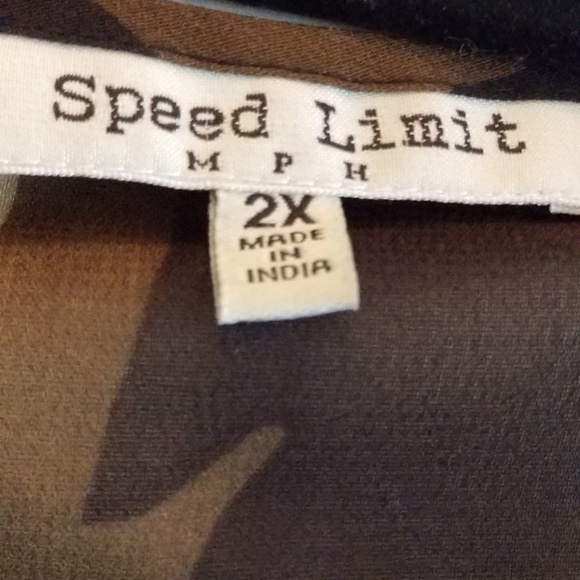 Speed Limit
M P H
2X
MADE
IN
INDIA